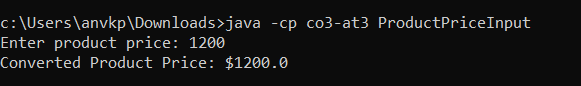 c:\Users\anvkp\Downloads>java -cp co3-at3 ProductPriceInput
Enter product price: 1200
Converted Product Price: $1200.0